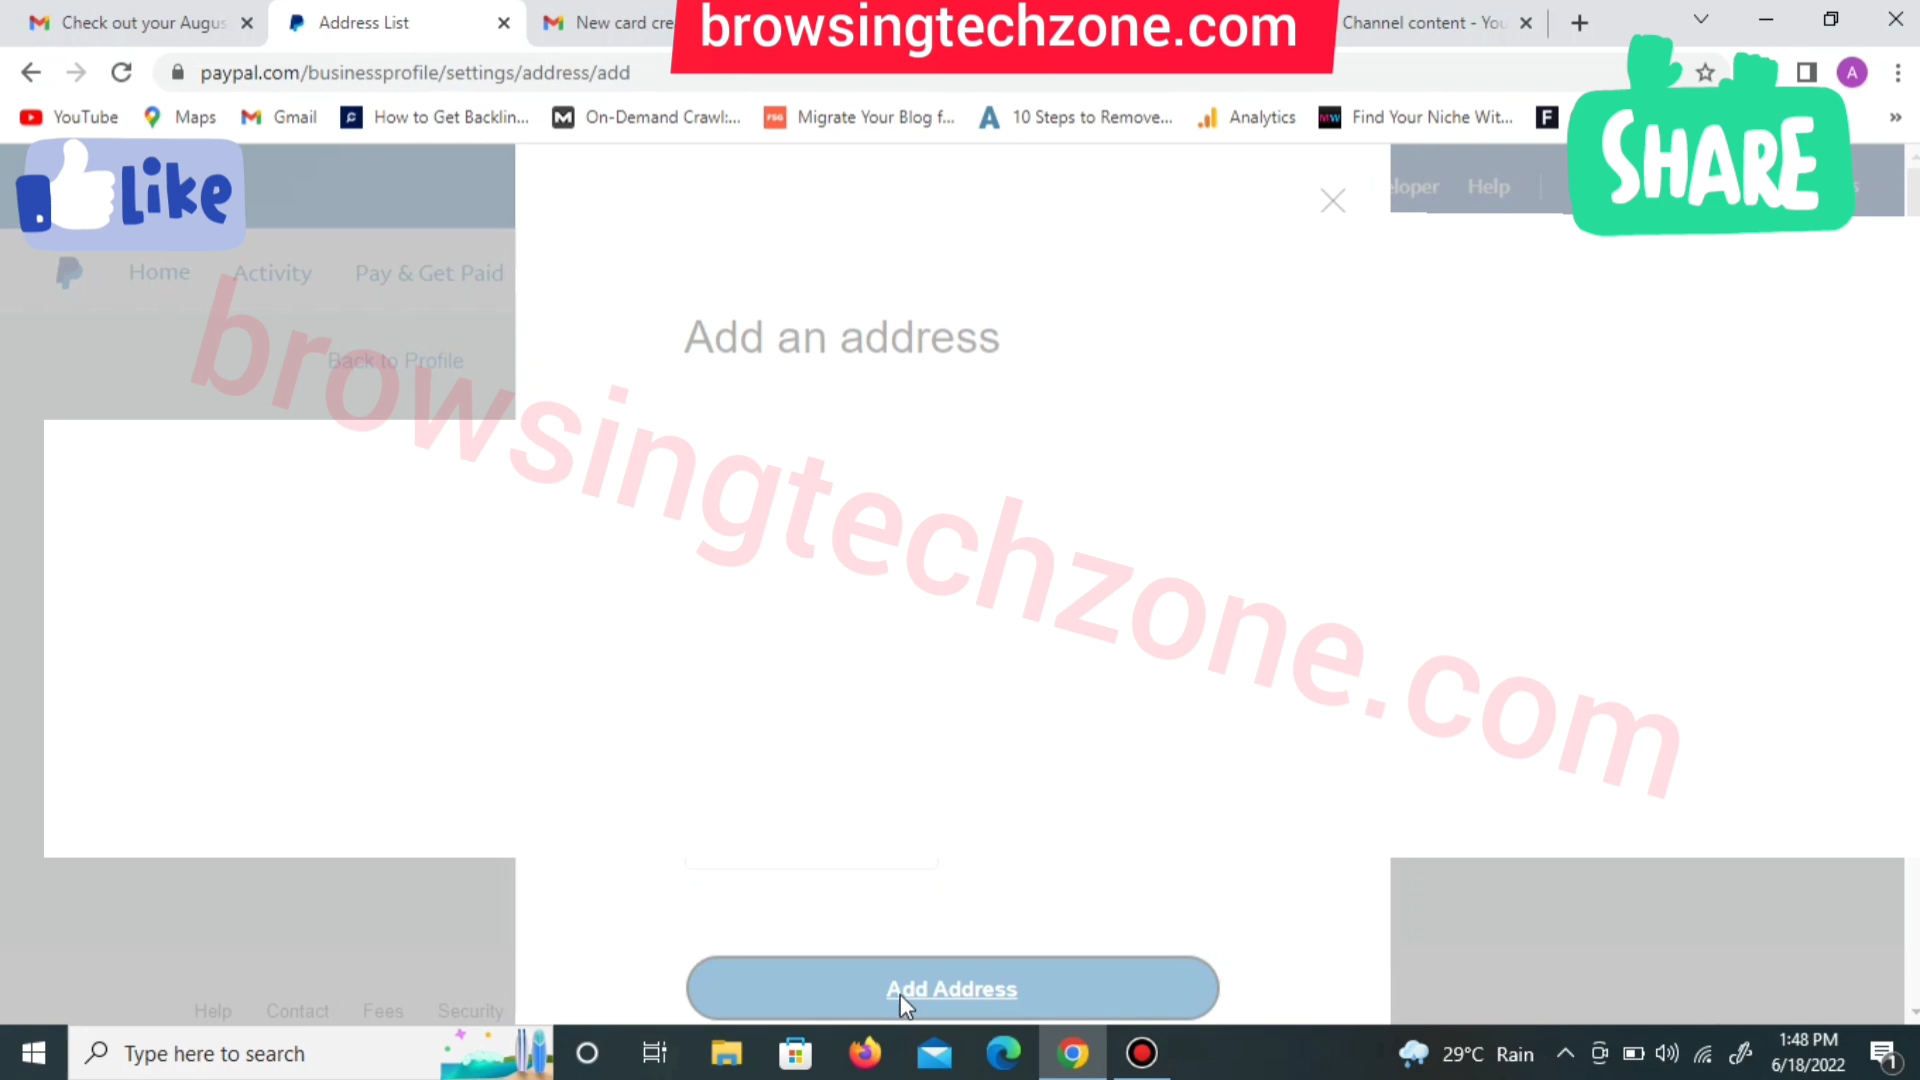 Check out your Augus
Address List
New card cre
browsingtechzone.com
Channel content - You
paypal.com/businessprofile/settings/address/add
A
YouTube
Maps
Gmail
How to Get Backlin...
On-Demand Crawl:...
FSG
Migrate Your Blog f...
10 Steps to Remove...
Analytics
MW
Find Your Niche Wit...
F
»
Like
SHARE
eloper
Help
Home
Activity
Pay & Get Paid
Back to Profile
Add an address
browsingtechzone.com
Add Address
Help
Contact
Fees
Security
Type here to search
29°C Rain
1:48 PM
6/18/2022
1